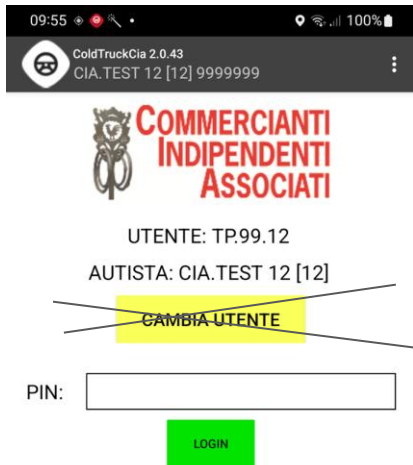 09:55 100%
ColdTruckCia 2.0.43
CIA.TEST 12 [12] 9999999
COMMERCIANTI
INDIPENDENTI
ASSOCIATI
UTENTE: TP.99.12
AUTISTA: CIA.TEST 12 [12]
CAMBIA UTENTE
PIN:
LOGIN